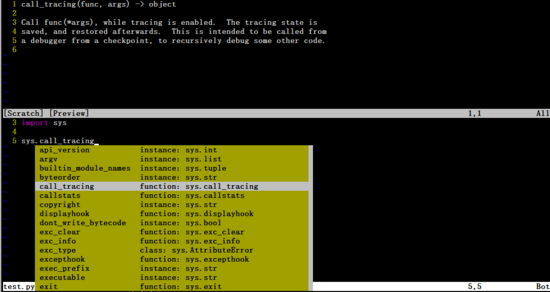 1 call_tracing(func, args) -> object
2
3 Call func(*args), while tracing is enabled.  The tracing state is
4 saved, and restored afterwards.  This is intended to be called from
5 a debugger from a checkpoint, to recursively debug some other code.
6
[Scratch] [Preview] 1,1 All
3 import sys
4
5 sys.call_tracing
api_version instance: sys.int
argv instance: sys.list
builtin_module_names instance: sys.tuple
byteorder instance: sys.str
call_tracing function: sys.call_tracing
callstats function: sys.callstats
copyright instance: sys.str
displayhook function: sys.displayhook
dont_write_bytecode instance: sys.bool
exc_clear function: sys.exc_clear
exc_info function: sys.exc_info
exc_type class: sys.AttributeError
excepthook function: sys.excepthook
exec_prefix instance: sys.str
executable instance: sys.str
exit function: sys.exit
test.py 5,5 Bot